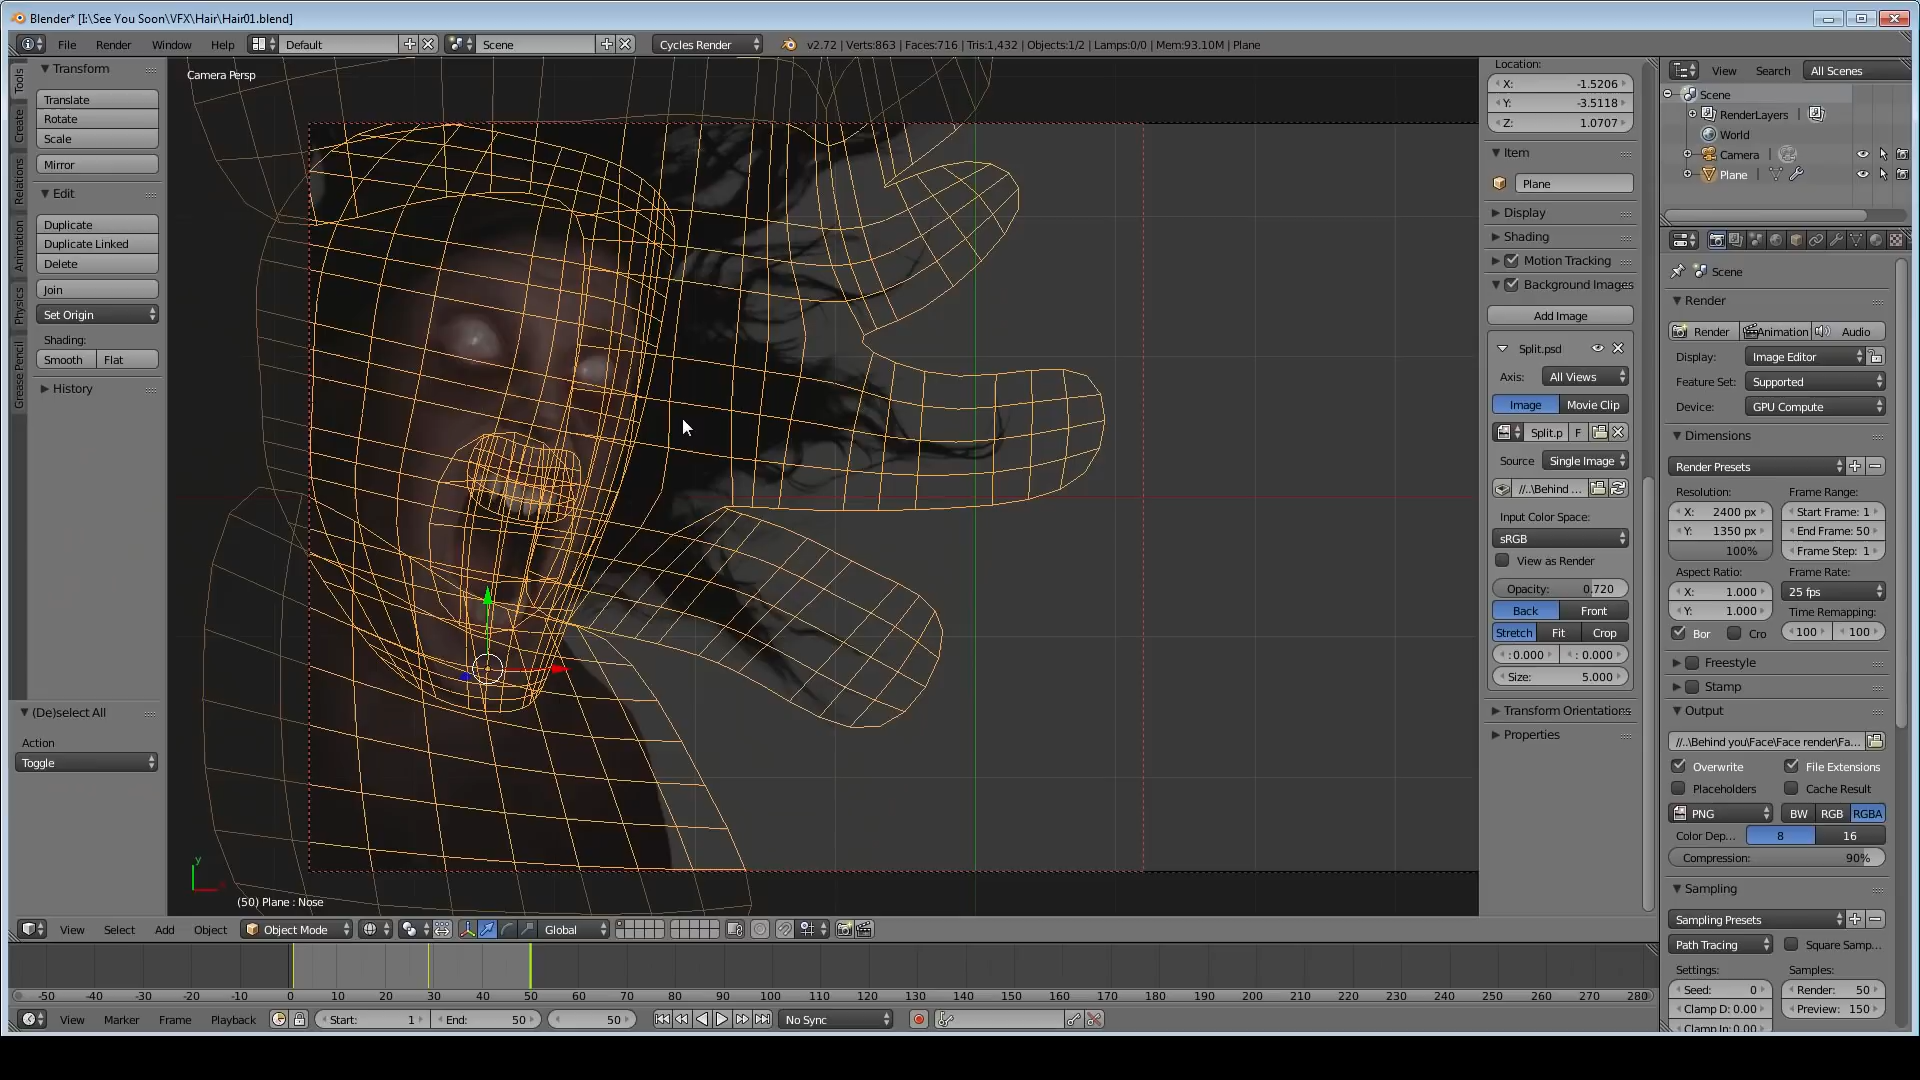 Blender* [I:\See You Soon\VFX\Hair\Hair01.blend]
File Render Window Help Default Scene Cycles Render v2.72 | Verts:863 | Faces:716 | Tris:1,432 | Objects:1/2 | Lamps:0/0 | Mem:93.10M | Plane
Tools
Create
Relations
Animation
Physics
Grease Pencil
Transform
Translate
Rotate
Scale
Mirror
Edit
Duplicate
Duplicate Linked
Delete
Join
Set Origin
Shading:
Smooth Flat
History
(De)select All
Action
Toggle
Camera Persp
y
(50) Plane : Nose
Location:
X: -1.5206
Y: -3.5118
Z: 1.0707
Item
Plane
Display
Shading
Motion Tracking
Background Images
Add Image
Split.psd
Axis: All Views
Image Movie Clip
Split.p F
Source Single Image
//..\Behind ...
Input Color Space:
sRGB
View as Render
Opacity: 0.720
Back Front
Stretch Fit Crop
:0.000 : 0.000
Size: 5.000
Transform Orientations
Properties
View Search All Scenes
Scene
RenderLayers
World
Camera
Plane
Scene
Render
Render Animation Audio
Display: Image Editor
Feature Set: Supported
Device: GPU Compute
Dimensions
Render Presets
Resolution: Frame Range:
X: 2400 px Start Frame: 1
Y: 1350 px End Frame: 50
100% Frame Step: 1
Aspect Ratio: Frame Rate:
X: 1.000 25 fps
Y: 1.000 Time Remapping:
Bor Cro 100 100
Freestyle
Stamp
Output
//..\Behind you\Face\Face render\Fa...
Overwrite File Extensions
Placeholders Cache Result
PNG BW RGB RGBA
Color Dep... 8 16
Compression: 90%
Sampling
Sampling Presets
Path Tracing Square Samp...
Settings: Samples:
Seed: 0 Render: 50
Clamp D: 0.00 Preview: 150
Clamp In: 0.00
View Select Add Object Object Mode Global
-50 -40 -30 -20 -10 0 10 20 30 40 50 60 70 80 90 100 110 120 130 140 150 160 170 180 190 200 210 220 230 240 250 260 270 280
View Marker Frame Playback Start: 1 End: 50 50 No Sync